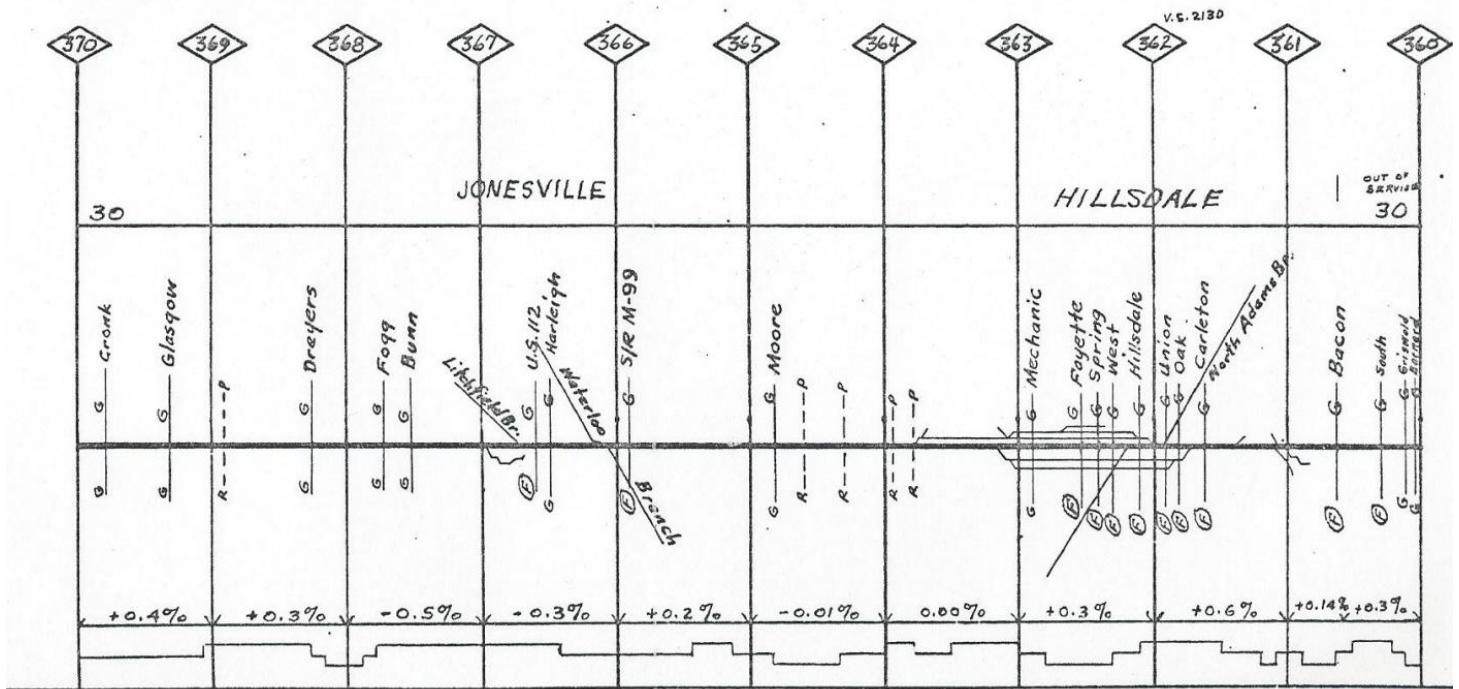 V.S. 2130
370 369 368 367 366 365 364 363 362 361 360
JONESVILLE HILLSDALE OUT OF
SERVICE
30 30
Cronk
Glasgow
Dreyers
Fogg
Bunn
Litchfield Br.
U.S. 112
Harleigh
Waterloo
Branch
S/R M-99
Moore
Mechanic
Fayette
Spring
West
Hillsdale
Union
Oak
Carleton
North Adams Br.
Bacon
South
Griswold
G G P G G G G G G G P P P P G G G G G G G G G G G G G
G G R G G G F G F G R R R R G F F F F F F F F F G G
+0.4% +0.3% -0.5% -0.3% +0.2% -0.01% 0.00% +0.3% +0.6% +0.14% +0.3%